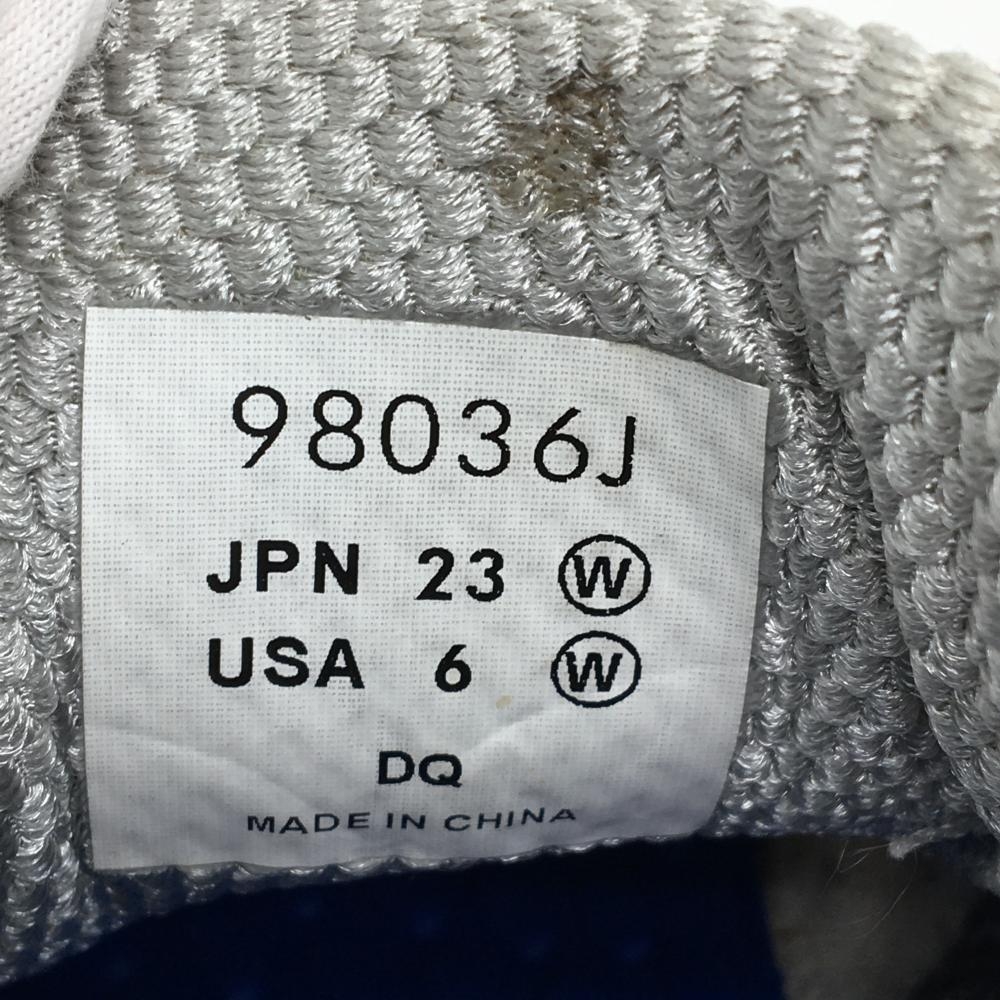 98036J
JPN 23 Ⓦ
USA 6 Ⓦ
DQ
MADE IN CHINA